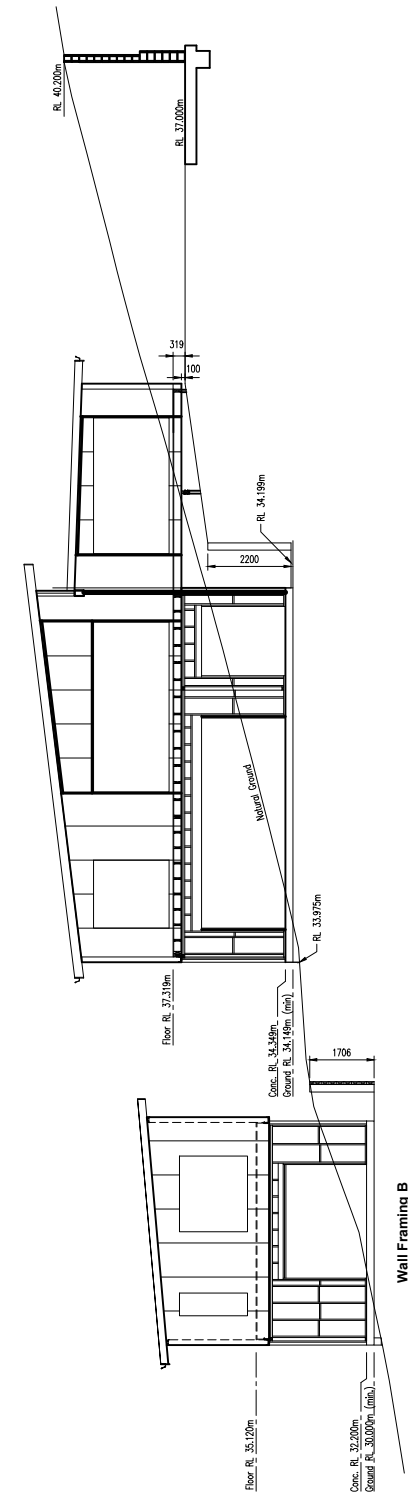 RL 40.200m
RL 37.000m
319
100
RL 34.199m
2200
Natural Ground
RL 33.975m
Floor RL 37.319m
Conc. RL 34.349m
Ground RL 34.149m (min)
1706
Floor RL 35.120m
Conc. RL 32.200m
Ground RL 30.000m (min.)
Wall Framing B